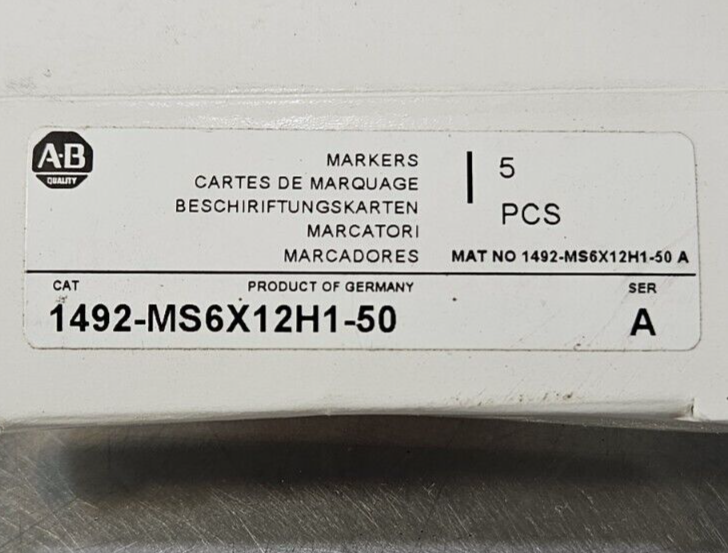 A-B
QUALITY
MARKERS
CARTES DE MARQUAGE
BESCHIRIFTUNGSKARTEN
MARCATORI
MARCADORES
5
PCS
MAT NO 1492-MS6X12H1-50 A
CAT
PRODUCT OF GERMANY
SER
1492-MS6X12H1-50
A